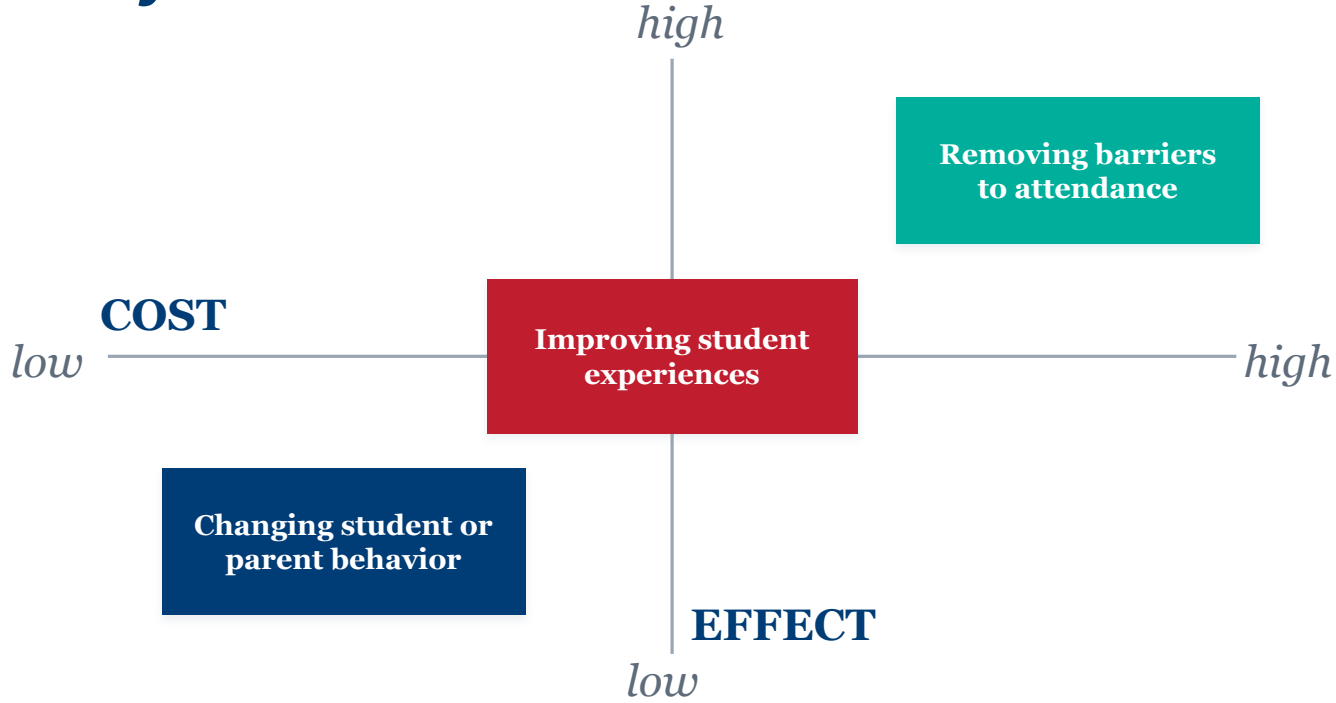 high
Removing barriers
to attendance
COST
Improving student
experiences
low
high
Changing student or
parent behavior
EFFECT
low